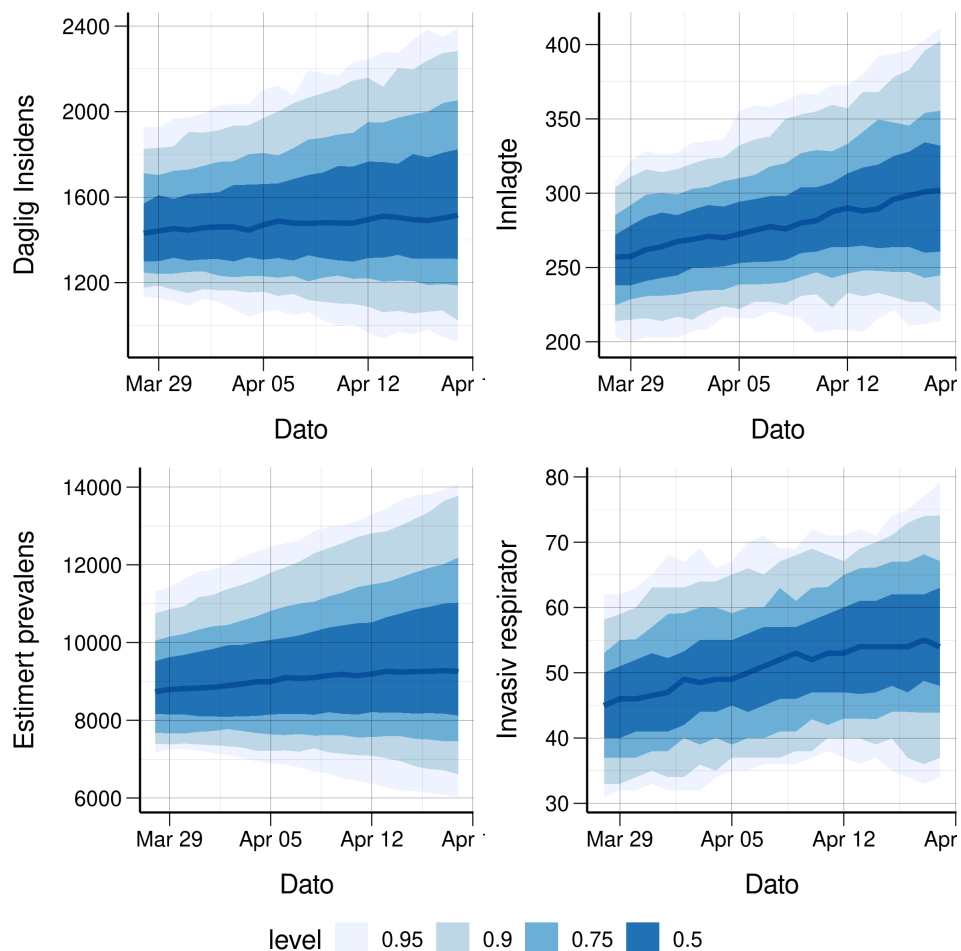 2400
2000
1600
1200
Daglig Insidens
Mar 29 Apr 05 Apr 12 Apr
Dato
400
350
300
250
200
Innlagte
Mar 29 Apr 05 Apr 12 Apr
Dato
14000
12000
10000
8000
6000
Estimert prevalens
Mar 29 Apr 05 Apr 12 Apr
Dato
80
70
60
50
40
30
Invasiv respirator
Mar 29 Apr 05 Apr 12 Apr
Dato
level 0.95 0.9 0.75 0.5